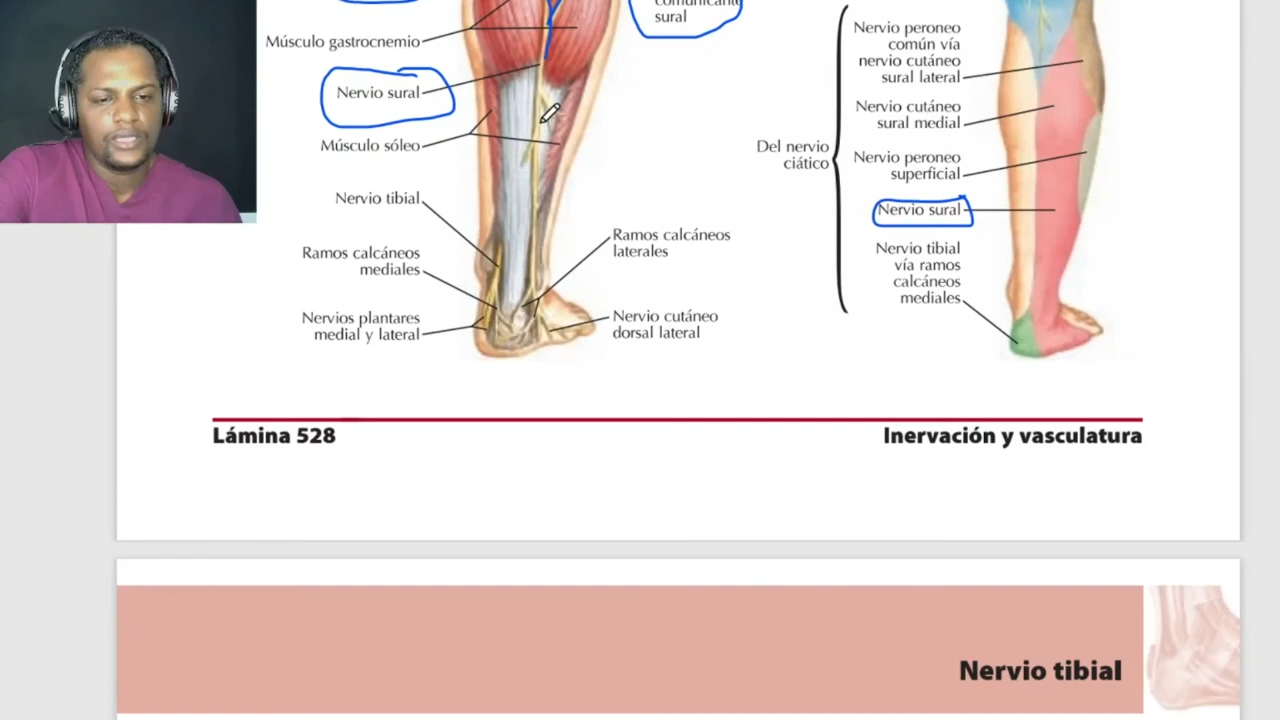 comunicante
sural
Músculo gastrocnemio
Nervio sural
Músculo sóleo
Nervio tibial
Ramos calcáneos
mediales
Nervios plantares
medial y lateral
Ramos calcáneos
laterales
Nervio cutáneo
dorsal lateral
Del nervio
ciático
Nervio peroneo
común vía
nervio cutáneo
sural lateral
Nervio cutáneo
sural medial
Nervio peroneo
superficial
Nervio sural
Nervio tibial
vía ramos
calcáneos
mediales
Lámina 528
Inervación y vasculatura
Nervio tibial